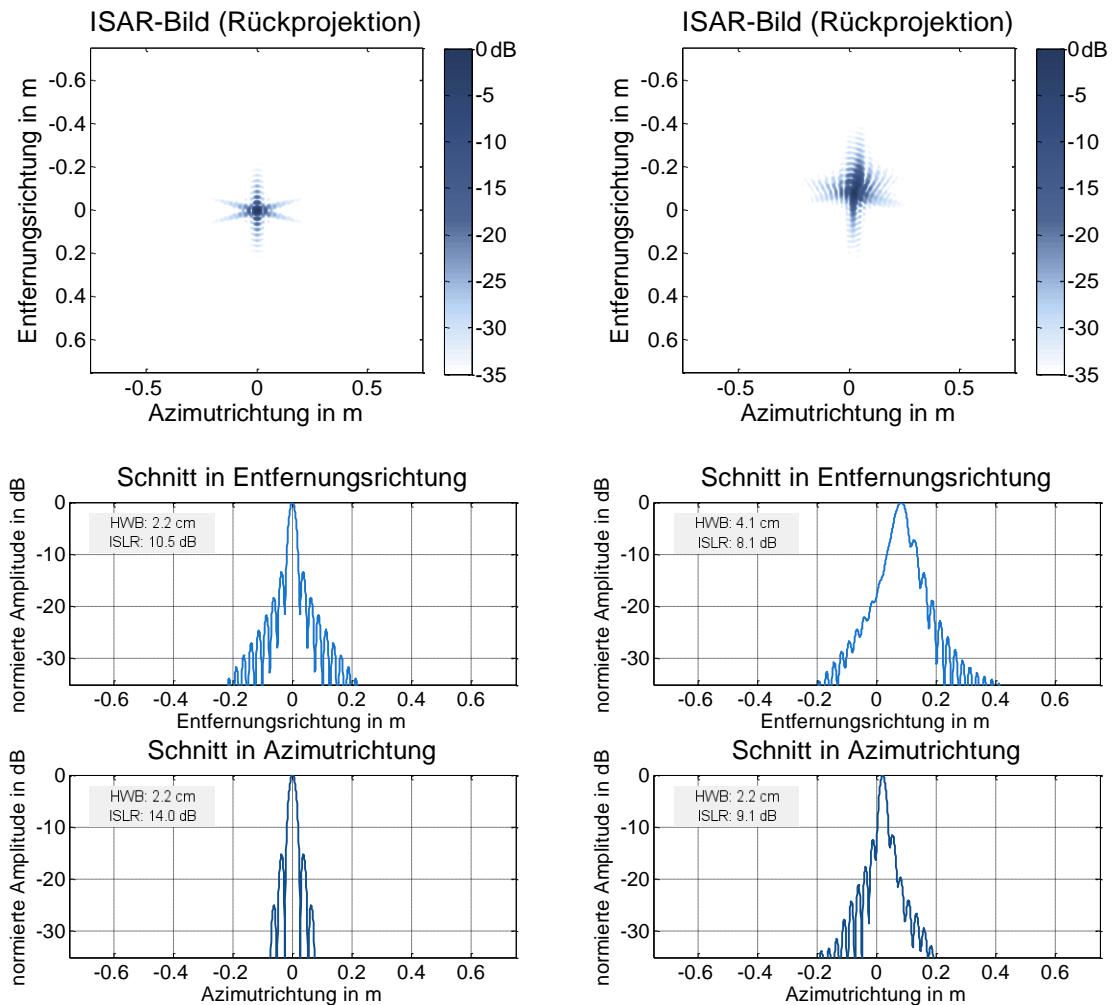 ISAR-Bild (Rückprojektion)
Entfernungsrichtung in m
-0.6
-0.4
-0.2
0
0.2
0.4
0.6
-0.5 0 0.5
Azimutrichtung in m
0 dB
-5
-10
-15
-20
-25
-30
-35
ISAR-Bild (Rückprojektion)
Entfernungsrichtung in m
-0.6
-0.4
-0.2
0
0.2
0.4
0.6
-0.5 0 0.5
Azimutrichtung in m
0 dB
-5
-10
-15
-20
-25
-30
-35
Schnitt in Entfernungsrichtung
normierte Amplitude in dB
0
-10
-20
-30
HWB: 2.2 cm
ISLR: 10.5 dB
-0.6 -0.4 -0.2 0 0.2 0.4 0.6
Entfernungsrichtung in m
Schnitt in Entfernungsrichtung
normierte Amplitude in dB
0
-10
-20
-30
HWB: 4.1 cm
ISLR: 8.1 dB
-0.6 -0.4 -0.2 0 0.2 0.4 0.6
Entfernungsrichtung in m
Schnitt in Azimutrichtung
normierte Amplitude in dB
0
-10
-20
-30
HWB: 2.2 cm
ISLR: 14.0 dB
-0.6 -0.4 -0.2 0 0.2 0.4 0.6
Azimutrichtung in m
Schnitt in Azimutrichtung
normierte Amplitude in dB
0
-10
-20
-30
HWB: 2.2 cm
ISLR: 9.1 dB
-0.6 -0.4 -0.2 0 0.2 0.4 0.6
Azimutrichtung in m